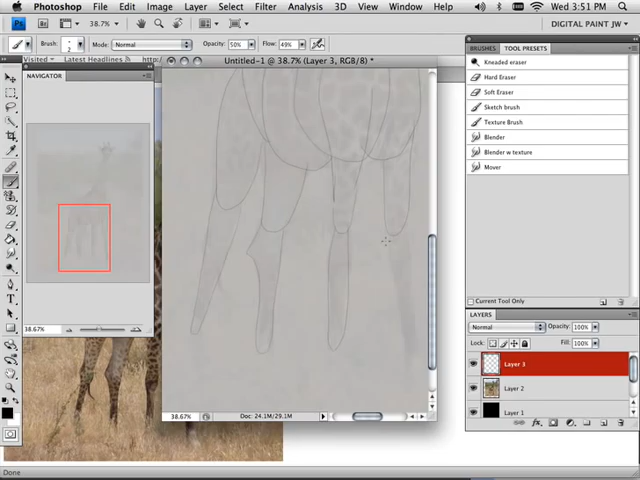 Photoshop File Edit Image Layer Select Filter Analysis 3D View Wed 3:51 PM
38.7% DIGITAL PAINT JW
Brush: 2 Mode: Normal Opacity: 50% Flow: 49%
Visited Latest Headlines
Untitled-1 @ 38.7% (Layer 3, RGB/8) *
NAVIGATOR
38.67%
38.67% Doc: 24.1M/29.1M
BRUSHES TOOL PRESETS
Kneaded eraser
Hard Eraser
Soft Eraser
Sketch brush
Texture Brush
Blender
Blender w texture
Mover
Current Tool Only
LAYERS
Normal Opacity: 100%
Lock: Fill: 100%
Layer 3
Layer 2
Layer 1
Done